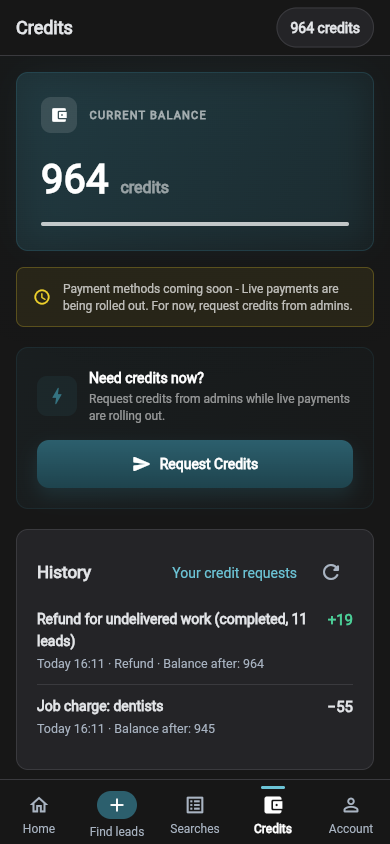 Credits
964 credits
CURRENT BALANCE
964 credits
Payment methods coming soon - Live payments are
being rolled out. For now, request credits from admins.
Need credits now?
Request credits from admins while live payments
are rolling out.
Request Credits
History
Your credit requests
Refund for undelivered work (completed, 11
leads)
+19
Today 16:11 · Refund · Balance after: 964
Job charge: dentists
−55
Today 16:11 · Balance after: 945
Home
Find leads
Searches
Credits
Account